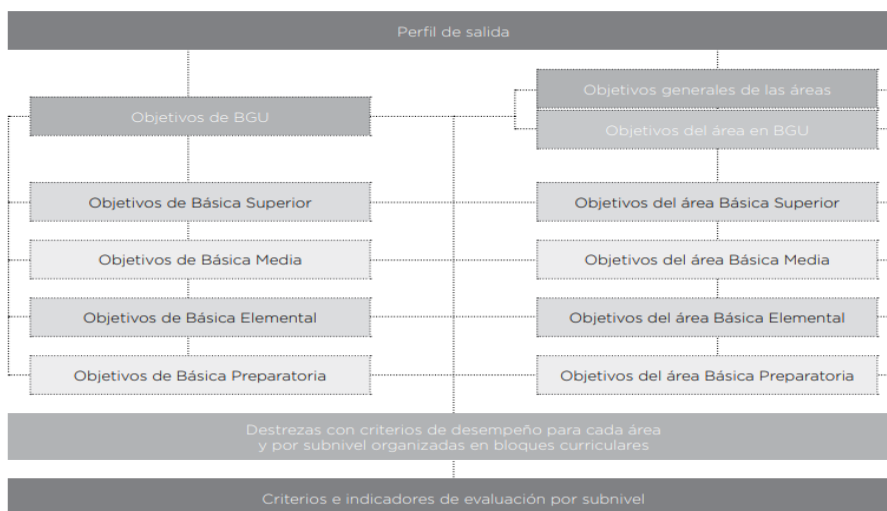 Perfil de salida
Objetivos de BGU
Objetivos generales de las áreas
Objetivos del área en BGU
Objetivos de Básica Superior
Objetivos del área Básica Superior
Objetivos de Básica Media
Objetivos del área Básica Media
Objetivos de Básica Elemental
Objetivos del área Básica Elemental
Objetivos de Básica Preparatoria
Objetivos del área Básica Preparatoria
Destrezas con criterios de desempeño para cada área
y por subnivel organizadas en bloques curriculares
Criterios e indicadores de evaluación por subnivel